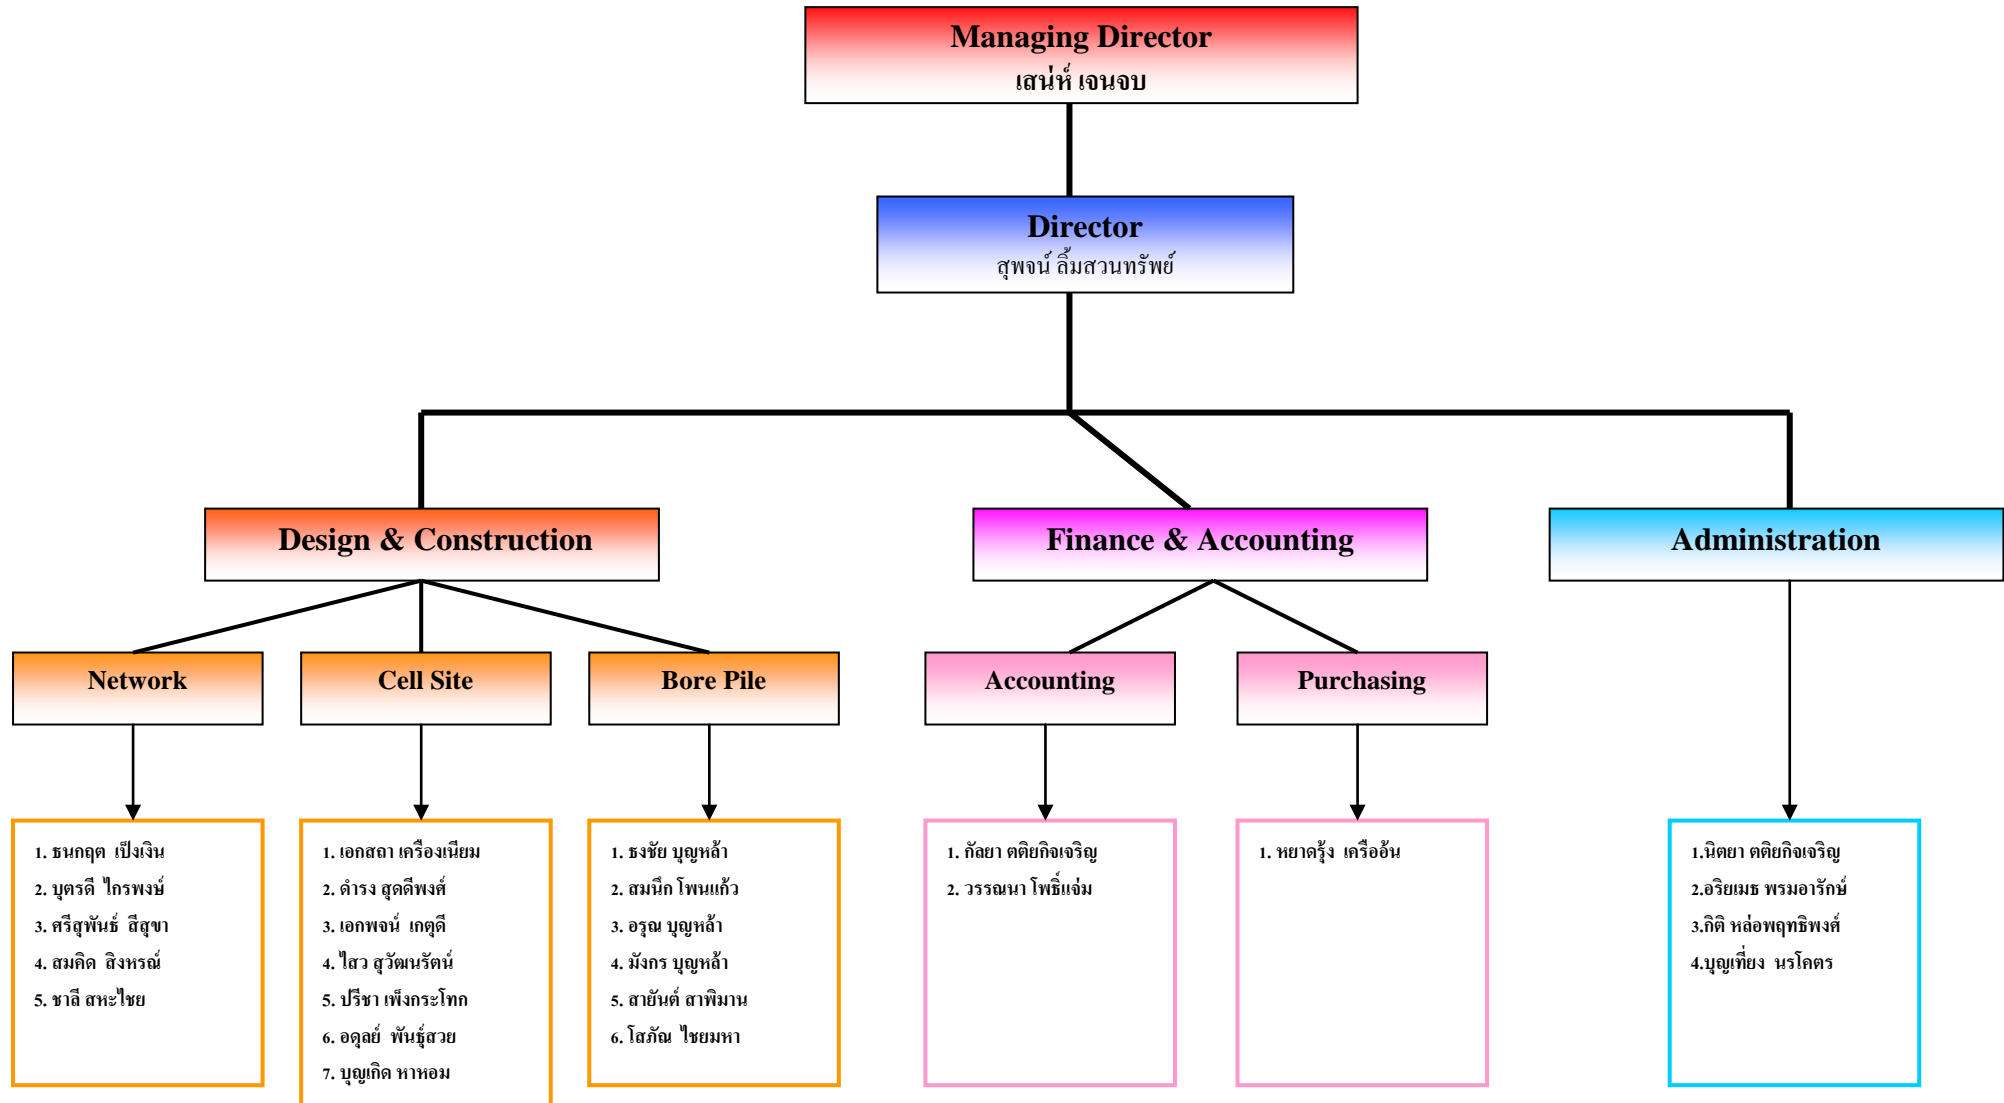 Managing Director
เสน่ห์ เจนจบ
Director
สุพจน์ ลิ้มสวนทรัพย์
Design & Construction
Finance & Accounting
Administration
Network
Cell Site
Bore Pile
Accounting
Purchasing
1. ธนกฤต เป็งเงิน
2. บุตรดี ไกรพงษ์
3. ศรีสุพันธ์ สีสุขา
4. สมคิด สิงหรณ์
5. ชาลี สหะไชย
1. เอกสถา เครื่องเนียม
2. ดำรง สุดดีพงศ์
3. เอกพจน์ เกตุดี
4. ไสว สุวัฒนรัตน์
5. ปรีชา เพ็งกระโทก
6. อดุลย์ พันธุ์สวย
7. บุญเกิด หาหอม
1. ธงชัย บุญหล้า
2. สมนึก โพนแก้ว
3. อรุณ บุญหล้า
4. มังกร บุญหล้า
5. สายันต์ สาพิมาน
6. โสภัณ ไชยมหา
1. กัลยา ตติยกิจเจริญ
2. วรรณนา โพธิ์แจ่ม
1. หยาดรุ้ง เครืออ้น
1.นิตยา ตติยกิจเจริญ
2.อริยเมธ พรมอารักษ์
3.กิติ หล่อพฤทธิพงศ์
4.บุญเที่ยง นรโคตร